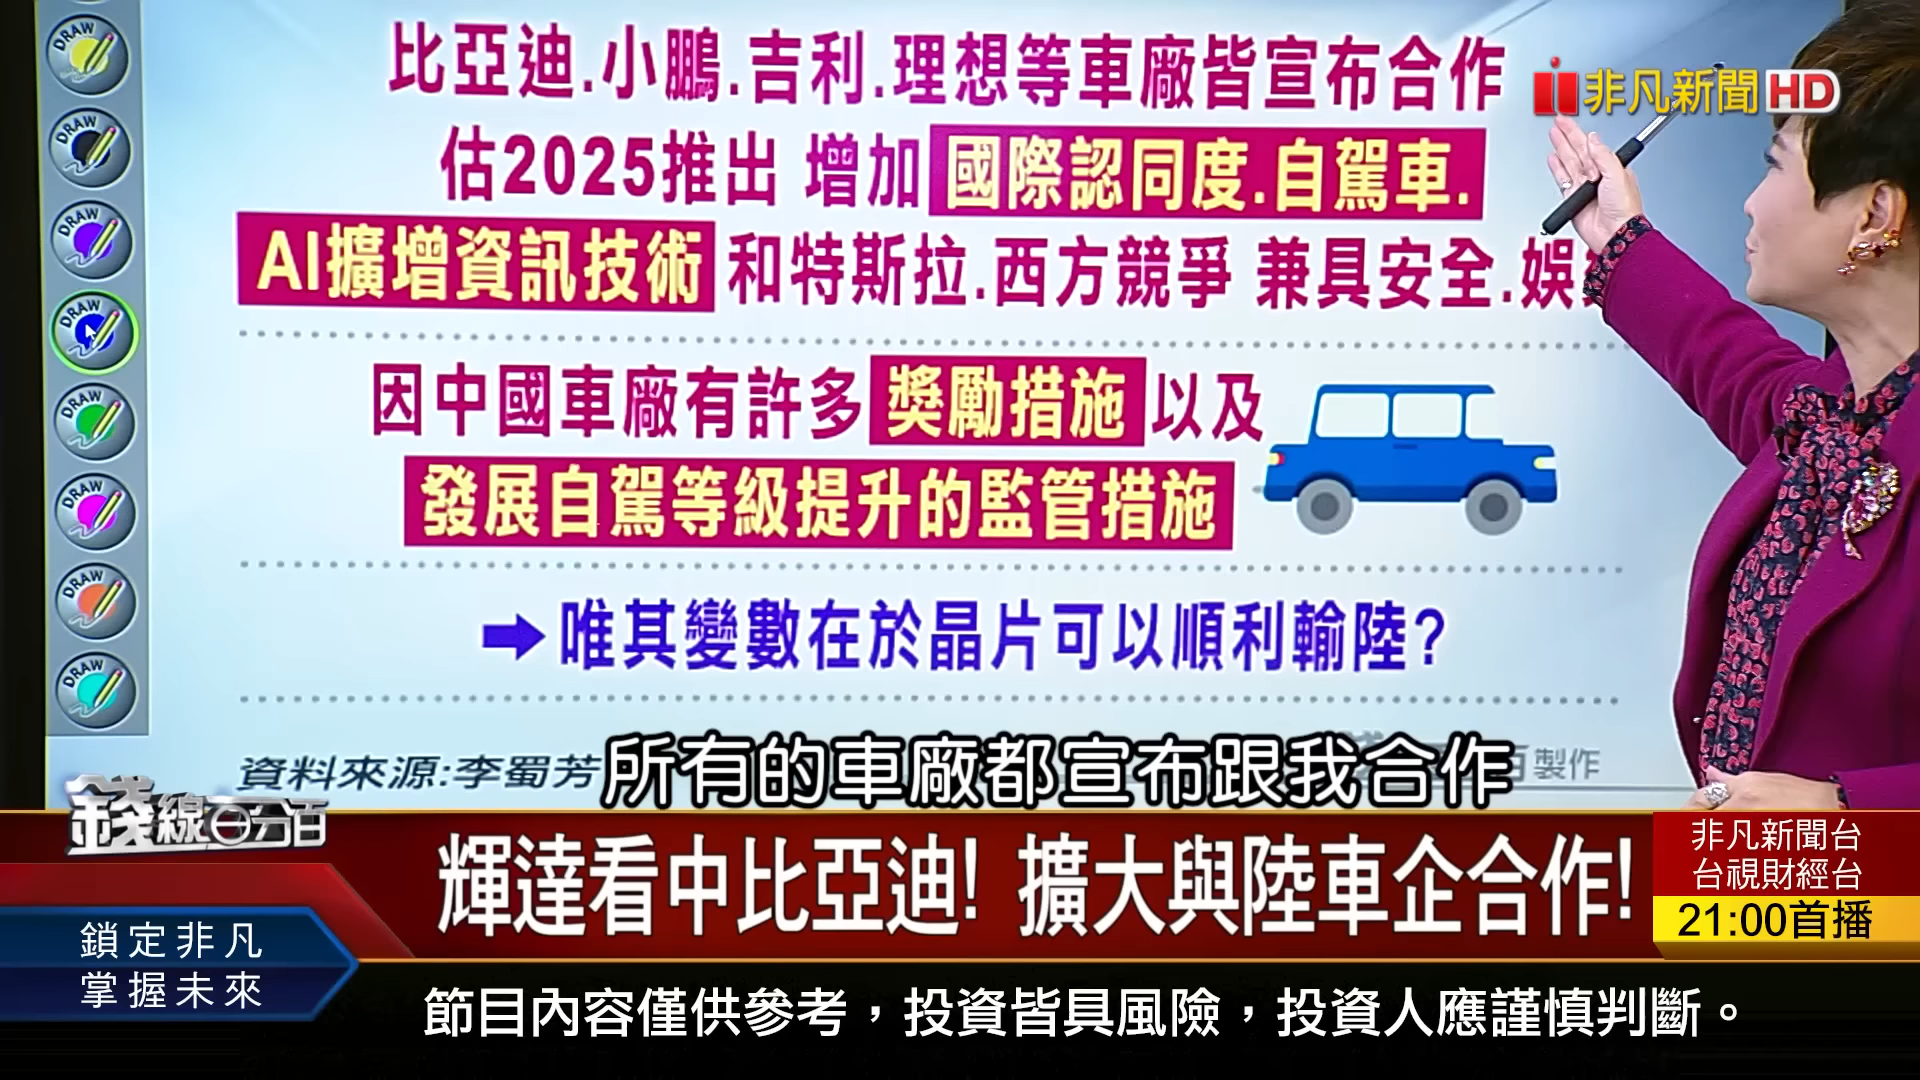 比亞迪.小鵬.吉利.理想等車廠皆宣布合作
非凡新聞HD
估2025推出 增加 國際認同度.自駕車.
AI擴增資訊技術 和特斯拉.西方競爭 兼具安全.娛
因中國車廠有許多 獎勵措施 以及
發展自駕等級提升的監管措施
➡唯其變數在於晶片可以順利輸陸?
資料來源:李蜀芳
百製作
所有的車廠都宣布跟我合作
錢線百分百
輝達看中比亞迪! 擴大與陸車企合作!
非凡新聞台
台視財經台
21:00首播
鎖定非凡
掌握未來
節目內容僅供參考，投資皆具風險，投資人應謹慎判斷。
DRAW
DRAW
DRAW
DRAW
DRAW
DRAW
DRAW
DRAW